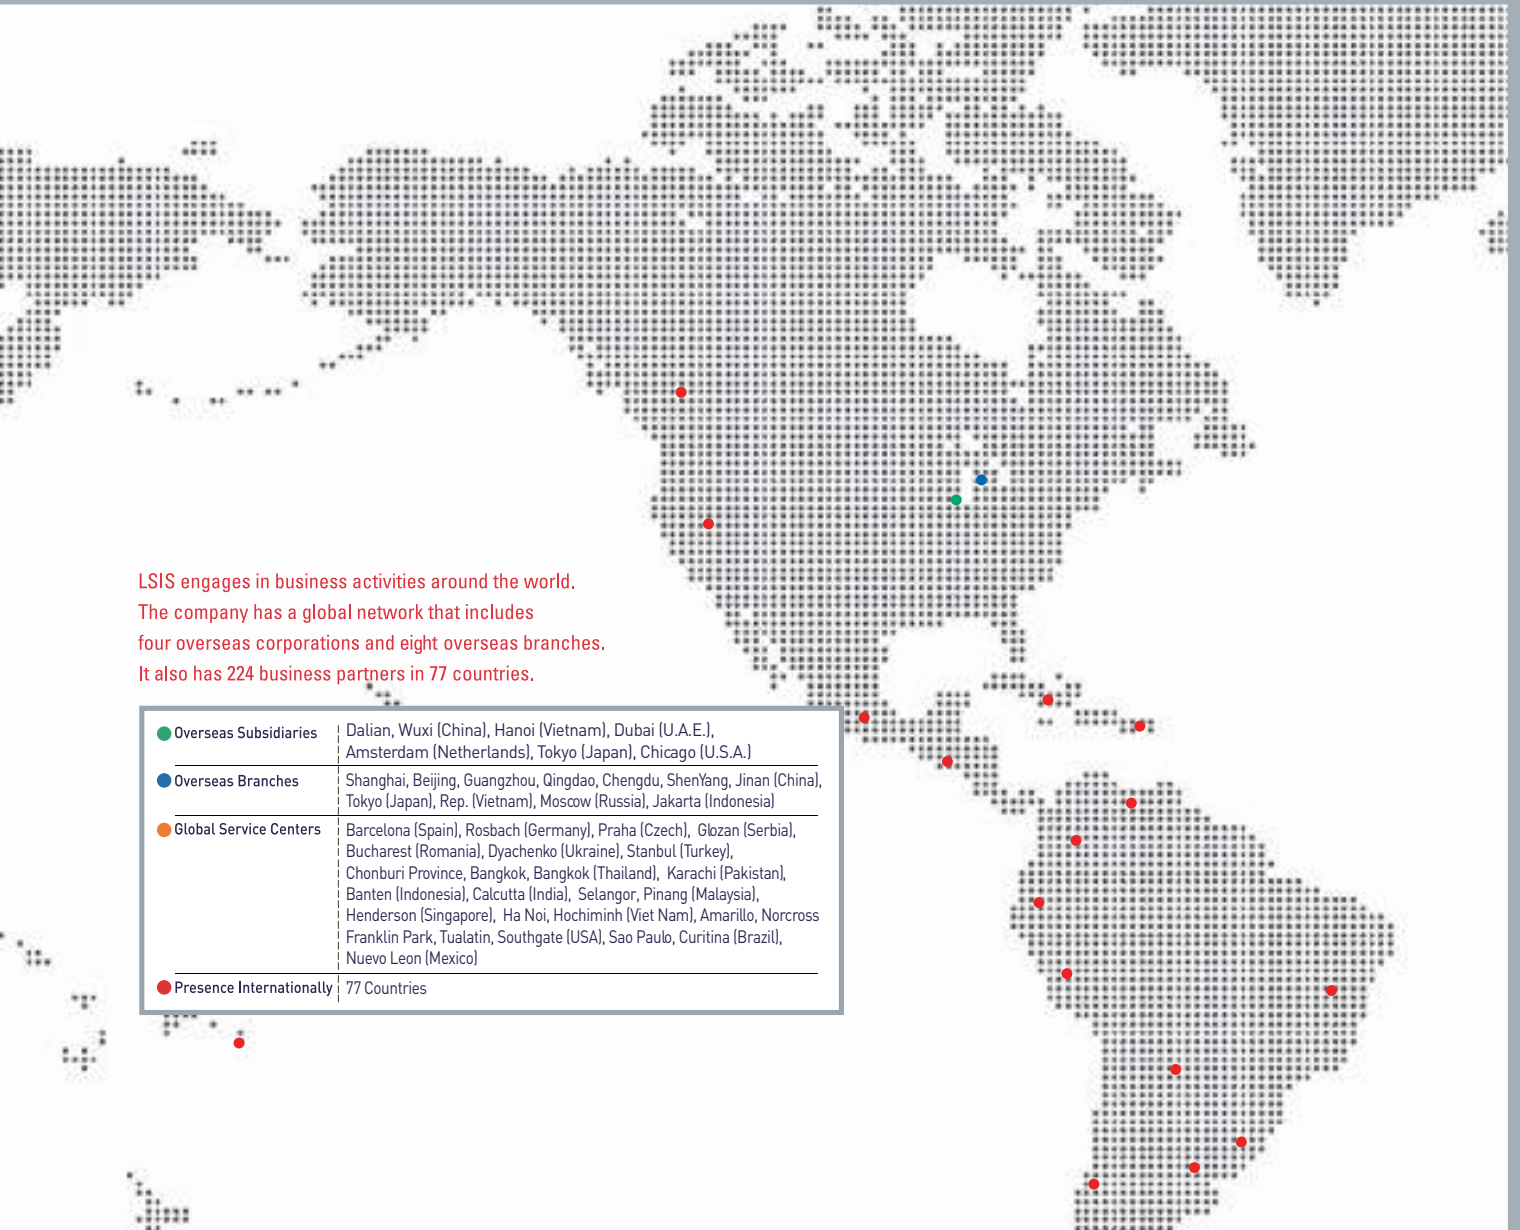 LSIS engages in business activities around the world.
The company has a global network that includes
four overseas corporations and eight overseas branches.
It also has 224 business partners in 77 countries.
Overseas Subsidiaries
Dalian, Wuxi (China), Hanoi (Vietnam), Dubai (U.A.E.),
Amsterdam (Netherlands), Tokyo (Japan), Chicago (U.S.A.)
Overseas Branches
Shanghai, Beijing, Guangzhou, Qingdao, Chengdu, ShenYang, Jinan (China),
Tokyo (Japan), Rep. (Vietnam), Moscow (Russia), Jakarta (Indonesia)
Global Service Centers
Barcelona (Spain), Rosbach (Germany), Praha (Czech), Glozan (Serbia),
Bucharest (Romania), Dyachenko (Ukraine), Stanbul (Turkey),
Chonburi Province, Bangkok, Bangkok (Thailand), Karachi (Pakistan),
Banten (Indonesia), Calcutta (India), Selangor, Pinang (Malaysia),
Henderson (Singapore), Ha Noi, Hochiminh (Viet Nam), Amarillo, Norcross
Franklin Park, Tualatin, Southgate (USA), Sao Paulo, Curitina (Brazil),
Nuevo Leon (Mexico)
Presence Internationally
77 Countries